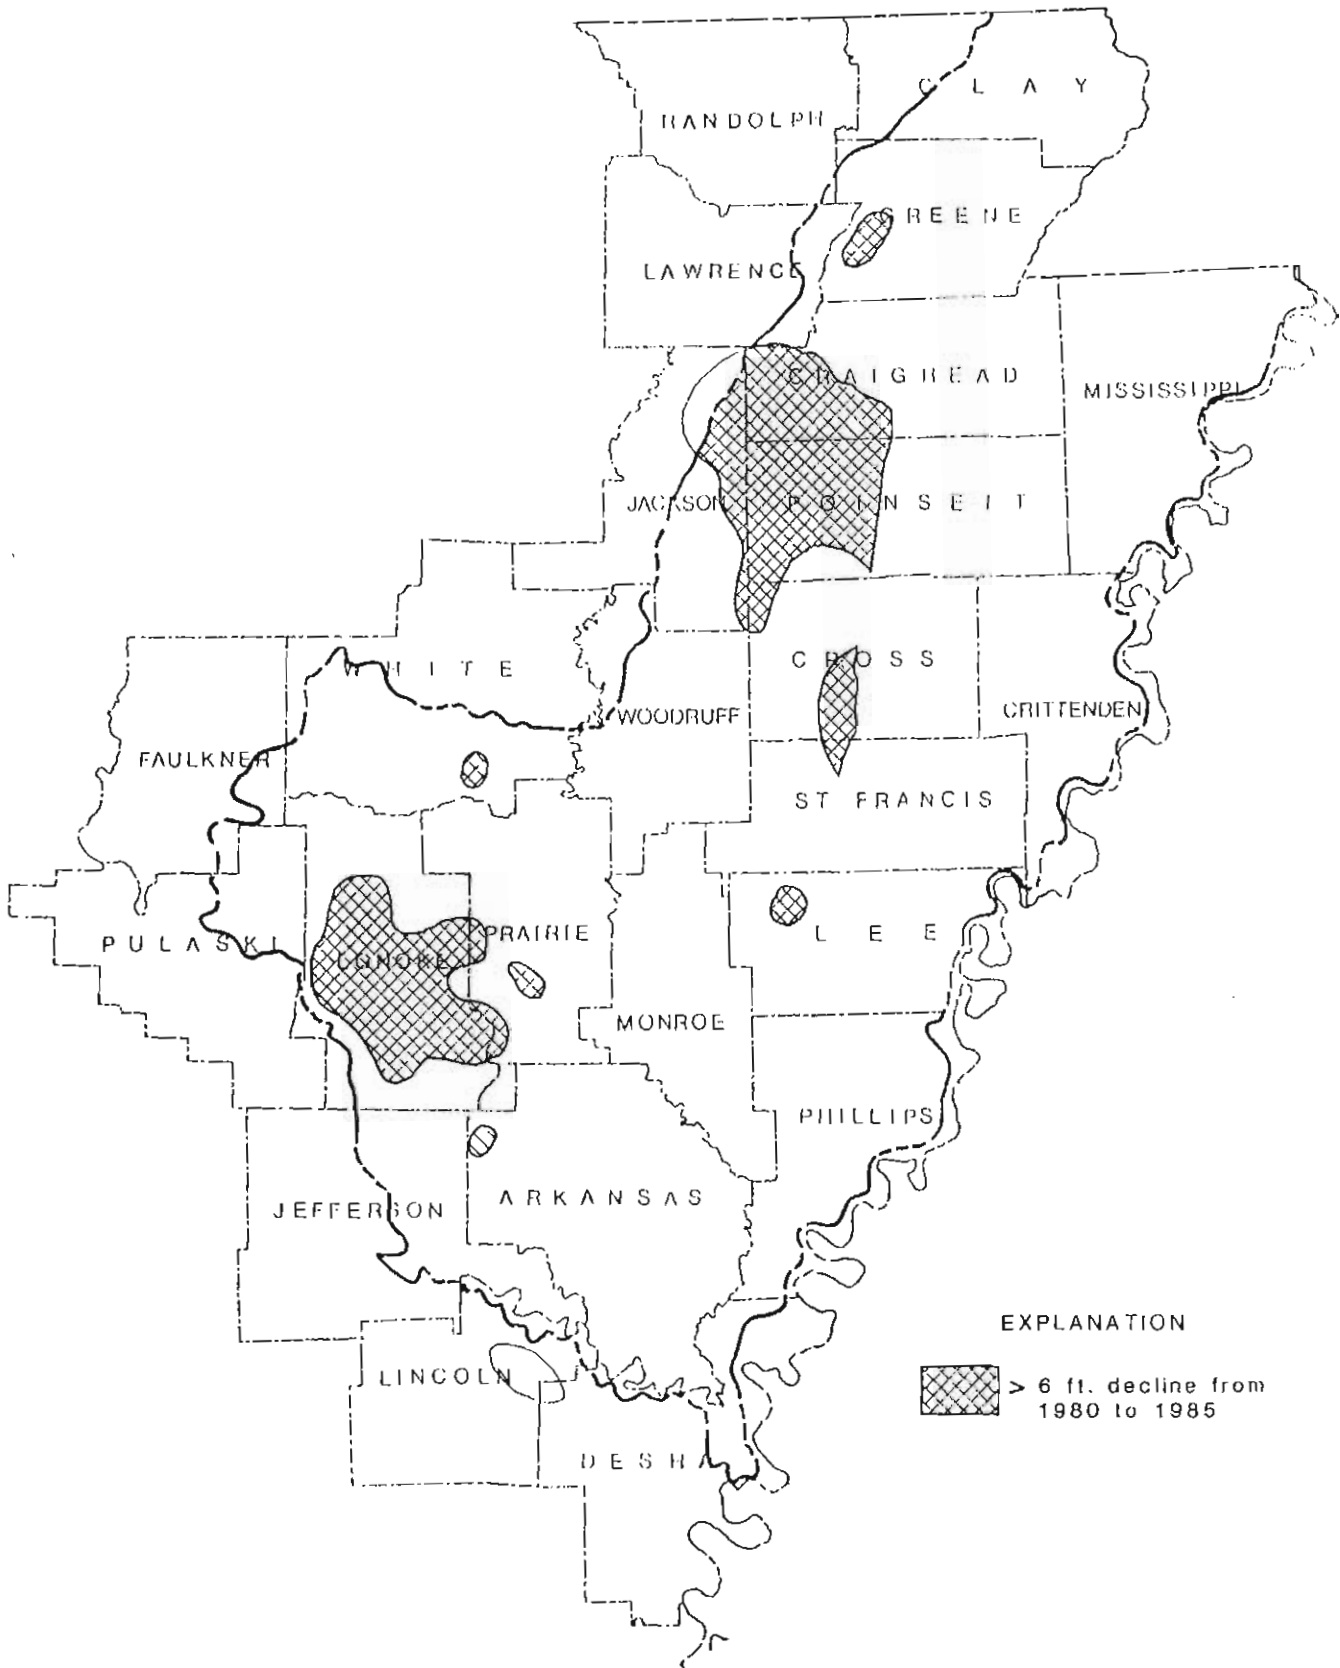 CLAY
RANDOLPH
GREENE
LAWRENCE
CRAIGHEAD
MISSISSIPPI
JACKSON
POINSETT
WHITE
CROSS
WOODRUFF
CRITTENDEN
FAULKNER
ST FRANCIS
PULASKI
LONOKE
PRAIRIE
LEE
MONROE
PHILLIPS
JEFFERSON
ARKANSAS
LINCOLN
DESHA
EXPLANATION
> 6 ft. decline from
1980 to 1985